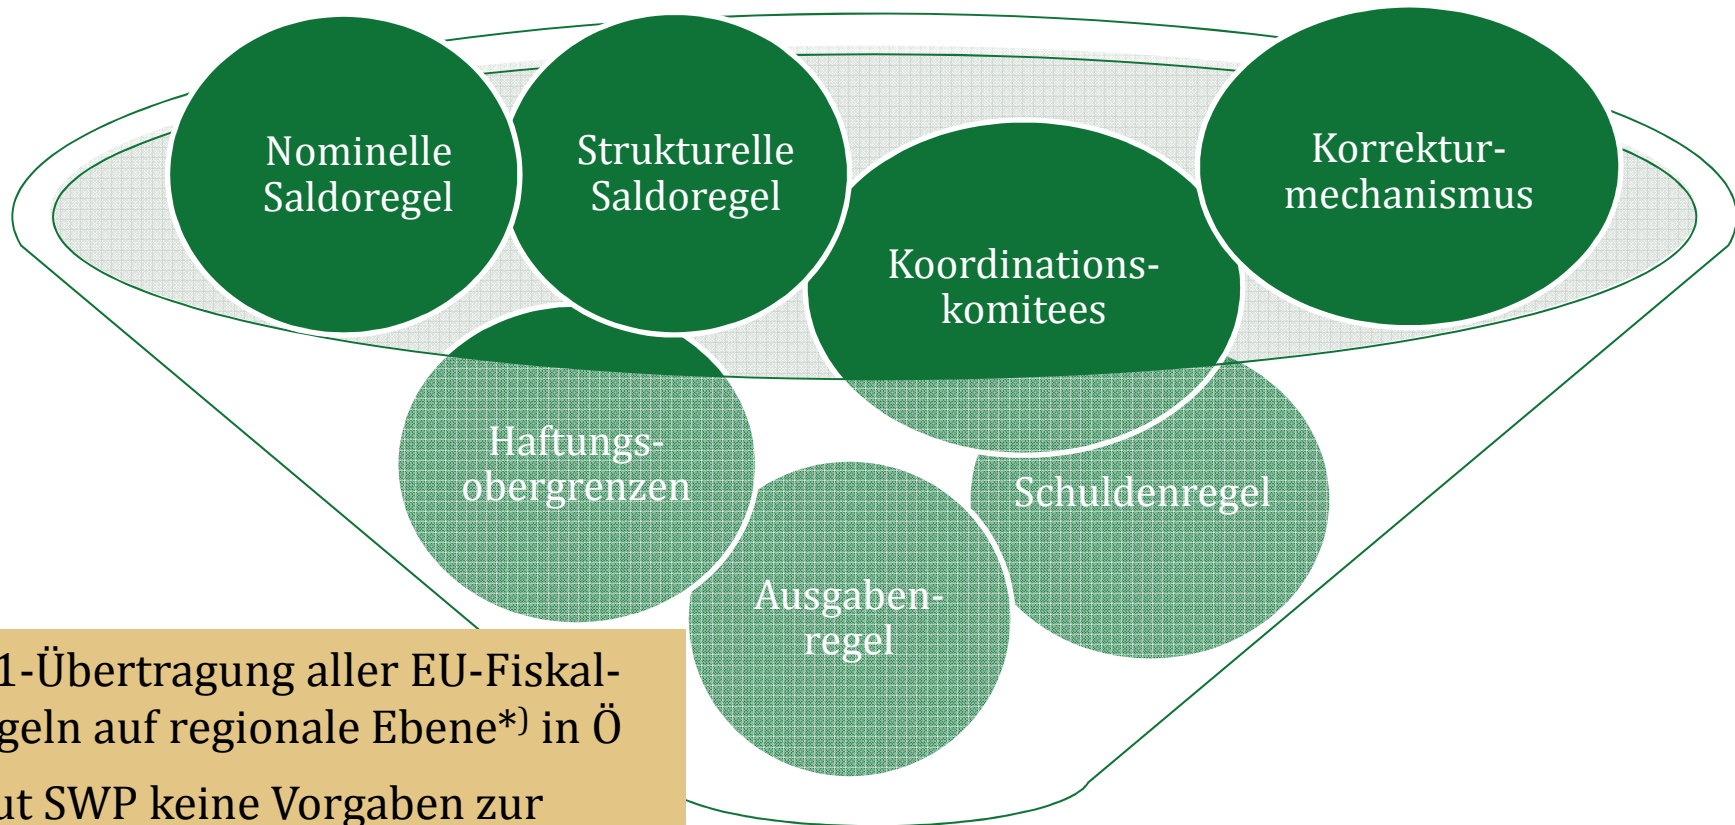 Nominelle
Saldoregel
Strukturelle
Saldoregel
Koordinations-
komitees
Korrektur-
mechanismus
Haftungs-
obergrenzen
Ausgaben-
regel
Schuldenregel
1-Übertragung aller EU-Fiskal-
geln auf regionale Ebene*) in Ö
ut SWP keine Vorgaben zur